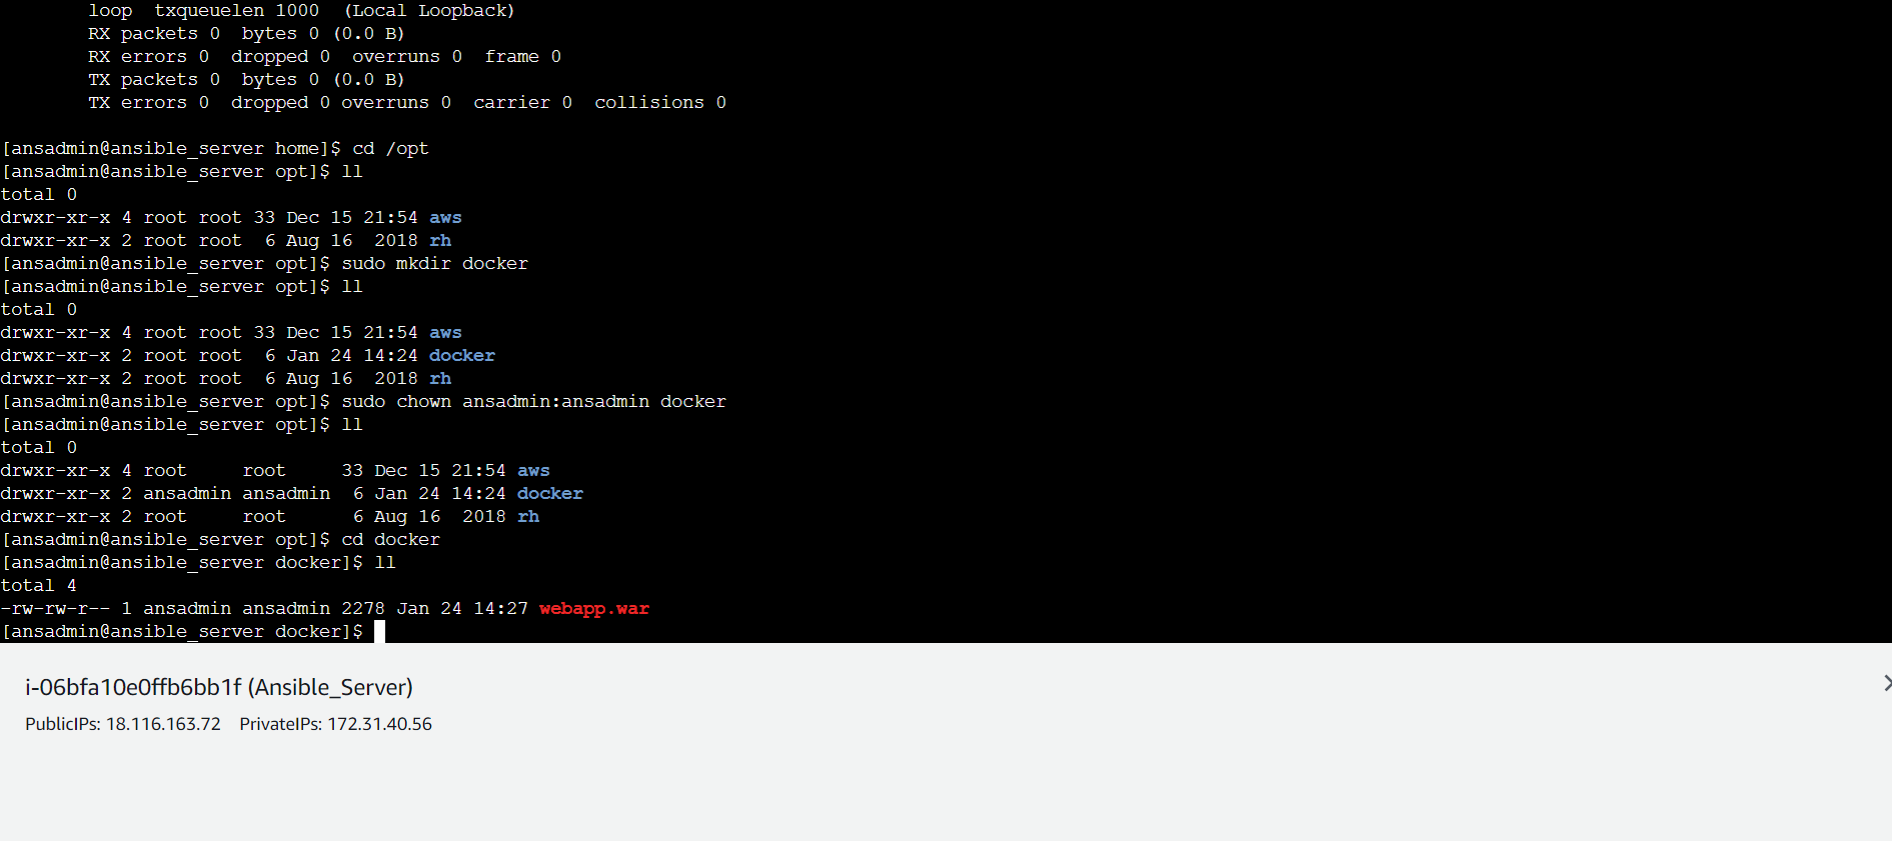 loop  txqueuelen 1000  (Local Loopback)
RX packets 0  bytes 0 (0.0 B)
RX errors 0  dropped 0  overruns 0  frame 0
TX packets 0  bytes 0 (0.0 B)
TX errors 0  dropped 0 overruns 0  carrier 0  collisions 0
[ansadmin@ansible_server home]$ cd /opt
[ansadmin@ansible_server opt]$ ll
total 0
drwxr-xr-x 4 root root 33 Dec 15 21:54 aws
drwxr-xr-x 2 root root  6 Aug 16  2018 rh
[ansadmin@ansible_server opt]$ sudo mkdir docker
[ansadmin@ansible_server opt]$ ll
total 0
drwxr-xr-x 4 root root 33 Dec 15 21:54 aws
drwxr-xr-x 2 root root  6 Jan 24 14:24 docker
drwxr-xr-x 2 root root  6 Aug 16  2018 rh
[ansadmin@ansible_server opt]$ sudo chown ansadmin:ansadmin docker
[ansadmin@ansible_server opt]$ ll
total 0
drwxr-xr-x 4 root     root     33 Dec 15 21:54 aws
drwxr-xr-x 2 ansadmin ansadmin  6 Jan 24 14:24 docker
drwxr-xr-x 2 root     root      6 Aug 16  2018 rh
[ansadmin@ansible_server opt]$ cd docker
[ansadmin@ansible_server docker]$ ll
total 4
-rw-rw-r-- 1 ansadmin ansadmin 2278 Jan 24 14:27 webapp.war
[ansadmin@ansible_server docker]$
i-06bfa10e0ffb6bb1f (Ansible_Server)
PublicIPs: 18.116.163.72    PrivateIPs: 172.31.40.56